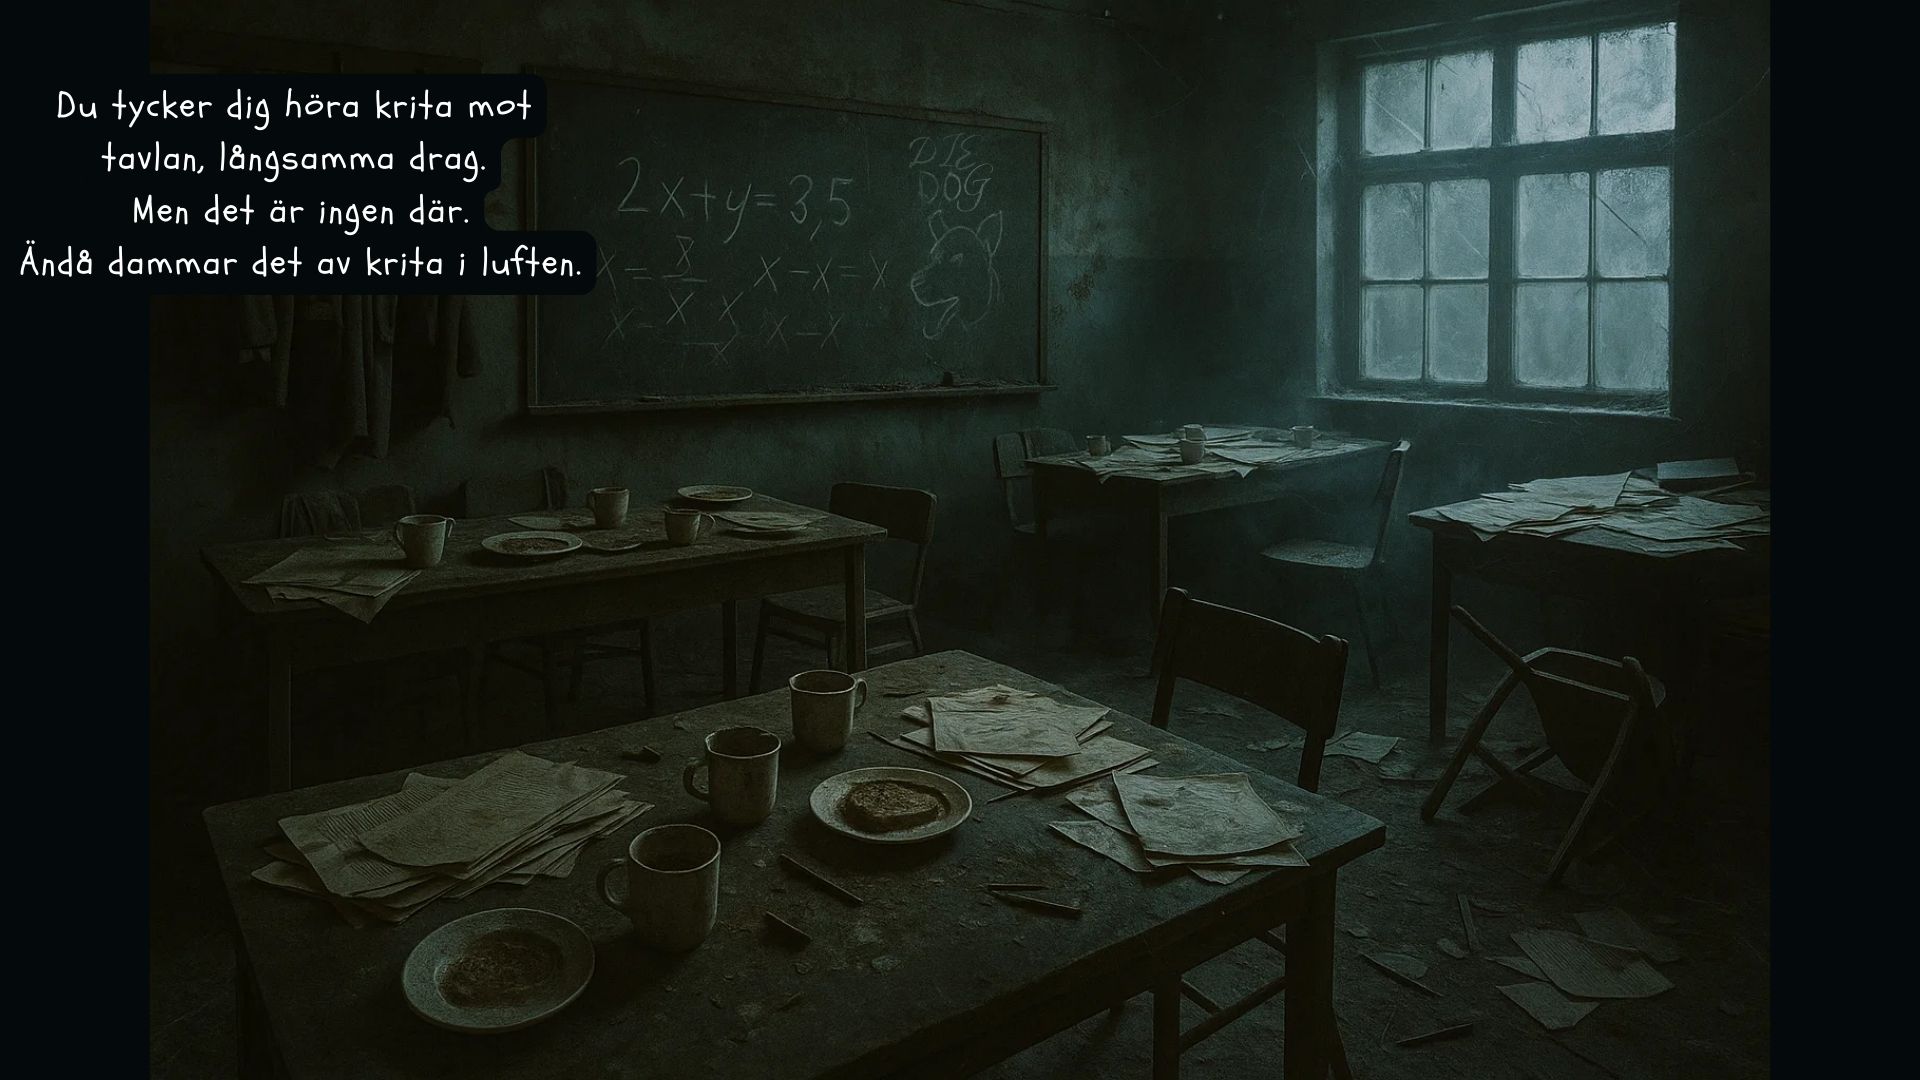 Du tycker dig höra krita mot
tavlan, långsamma drag.
Men det är ingen där.
Ändå dammar det av krita i luften.
2x+y=3,5
DIE
DOG
x-x=x